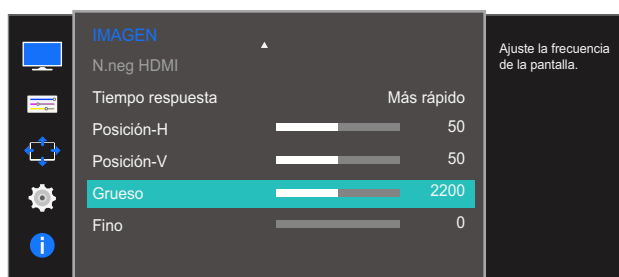 IMAGEN
N.neg HDMI
Tiempo respuesta Más rápido
Posición-H 50
Posición-V 50
Grueso 2200
Fino 0
Ajuste la frecuencia
de la pantalla.